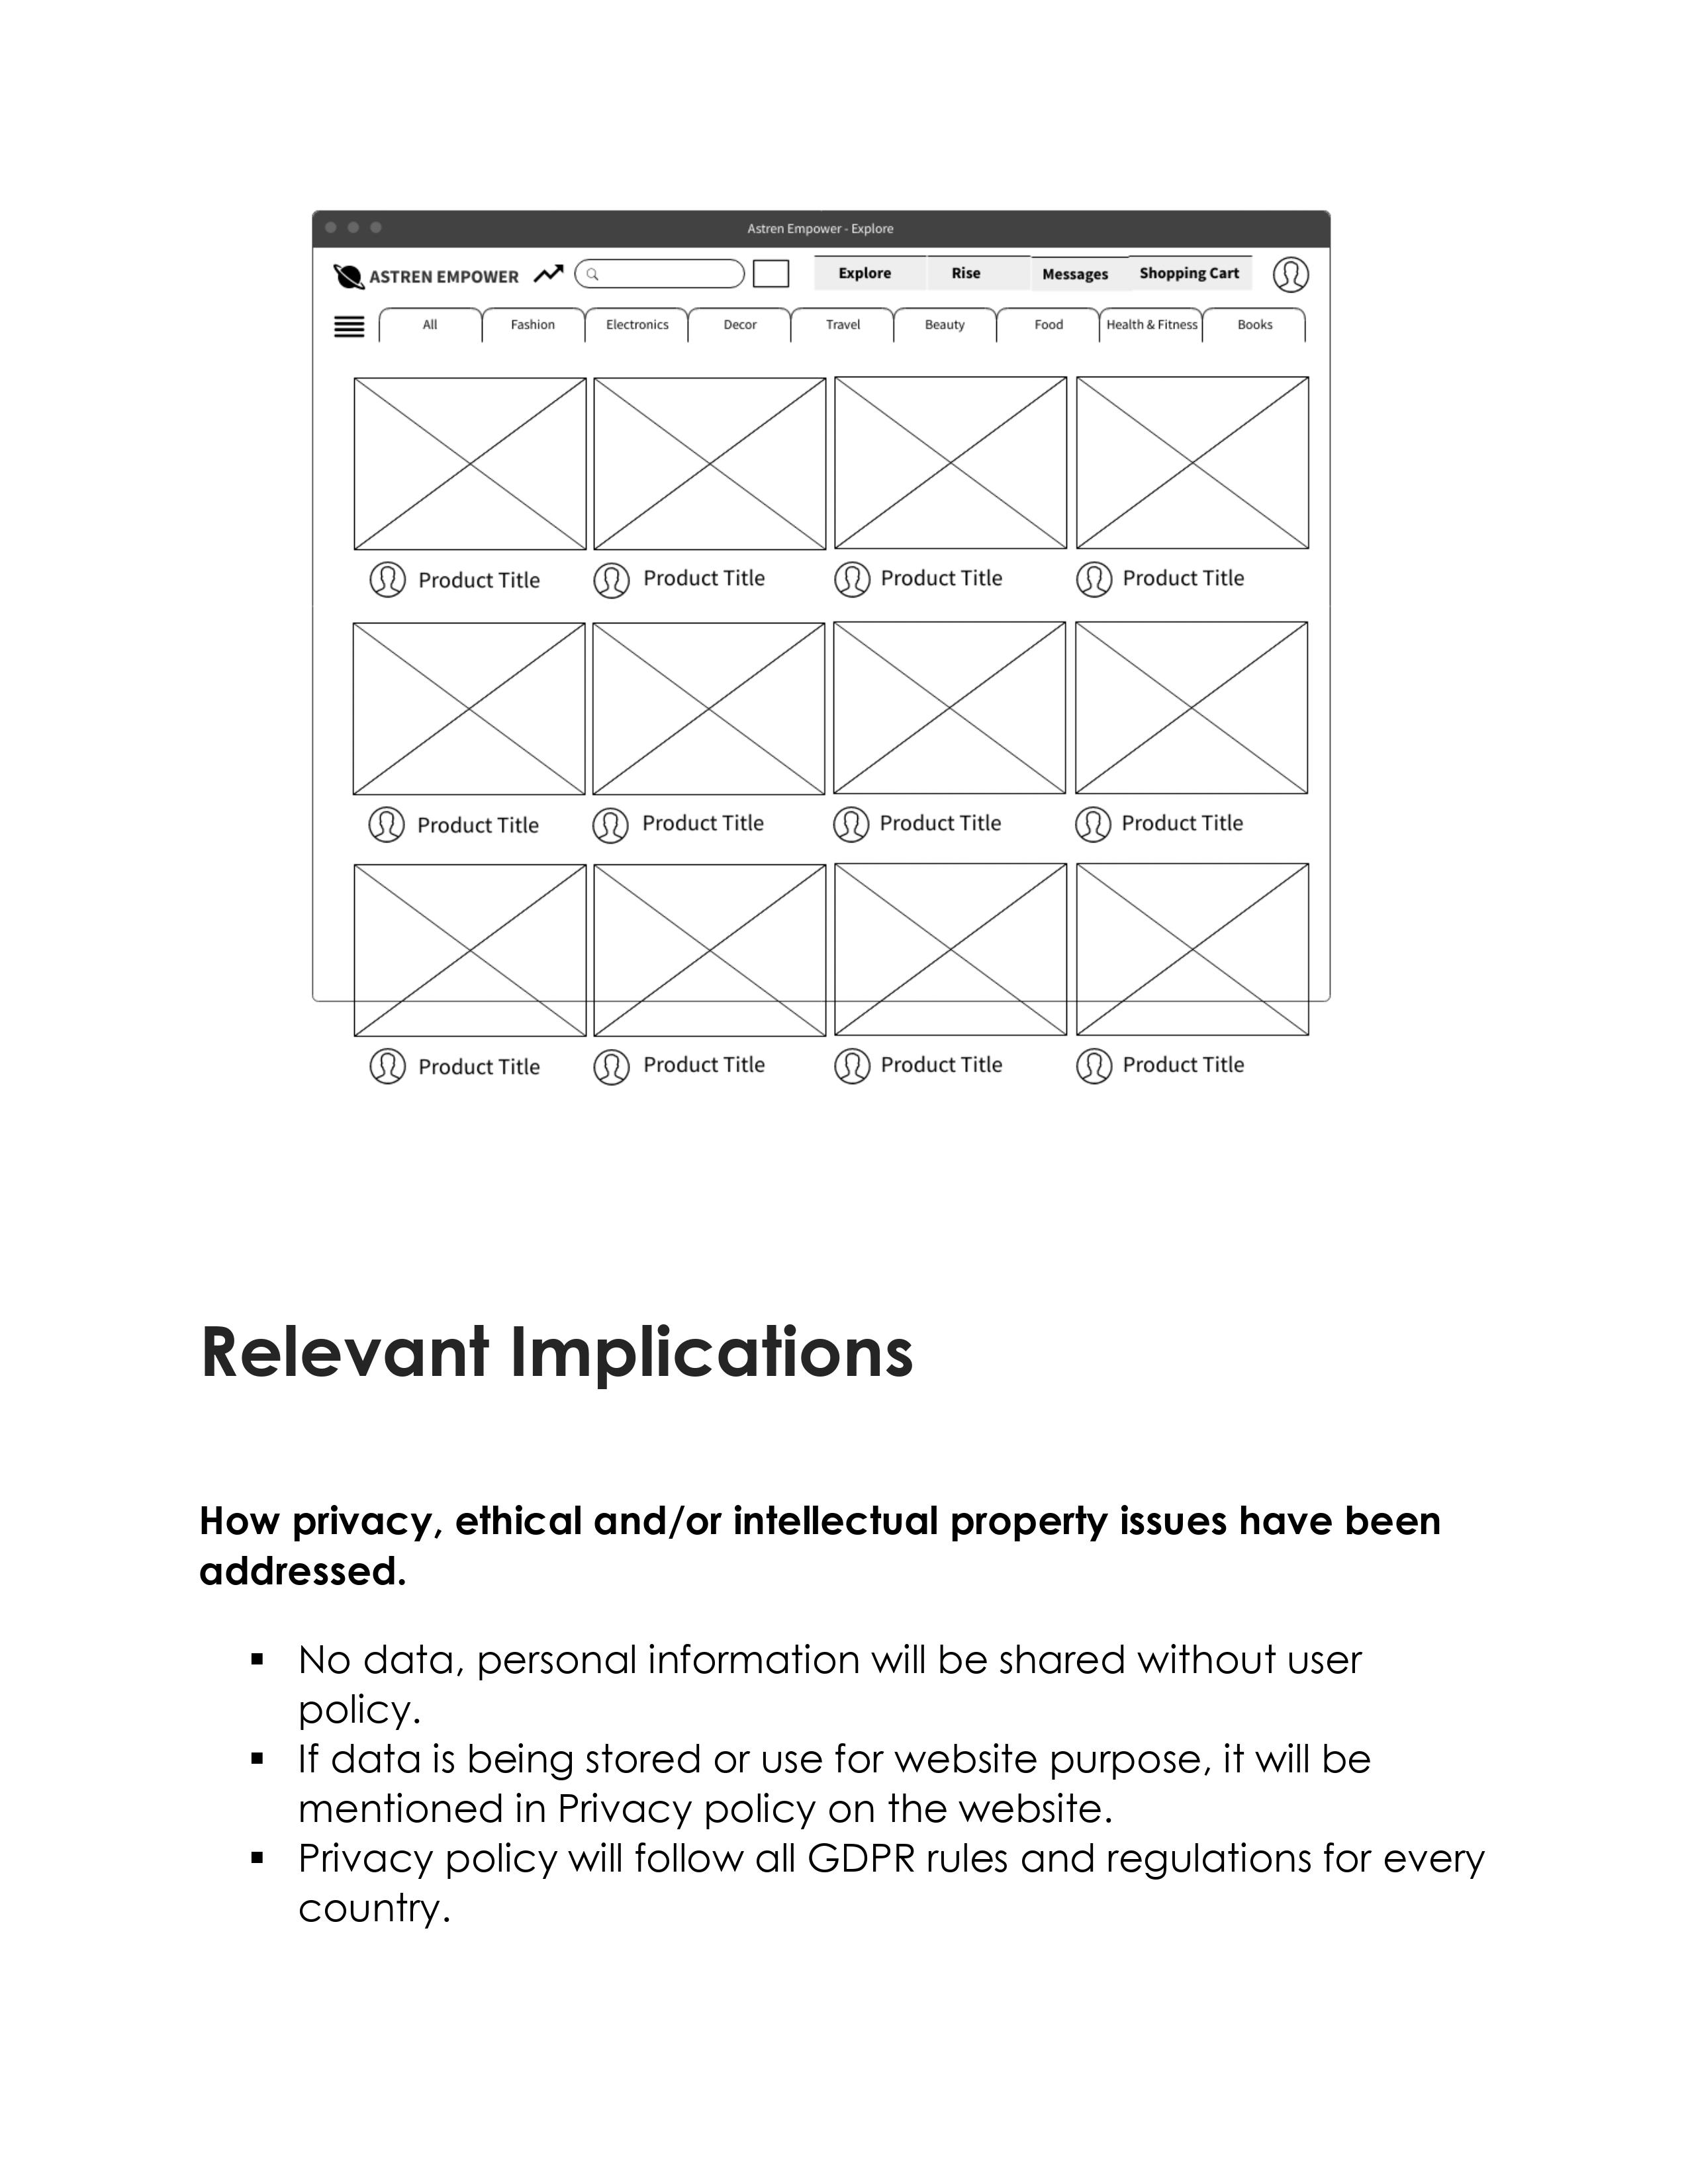 Astren Empower - Explore
ASTREN EMPOWER Explore Rise Messages Shopping Cart
All Fashion Electronics Decor Travel Beauty Food Health & Fitness Books
Product Title Product Title Product Title Product Title
Product Title Product Title Product Title Product Title
Product Title Product Title Product Title Product Title
Relevant Implications
How privacy, ethical and/or intellectual property issues have been
addressed.
▪ No data, personal information will be shared without user
policy.
▪ If data is being stored or use for website purpose, it will be
mentioned in Privacy policy on the website.
▪ Privacy policy will follow all GDPR rules and regulations for every
country.